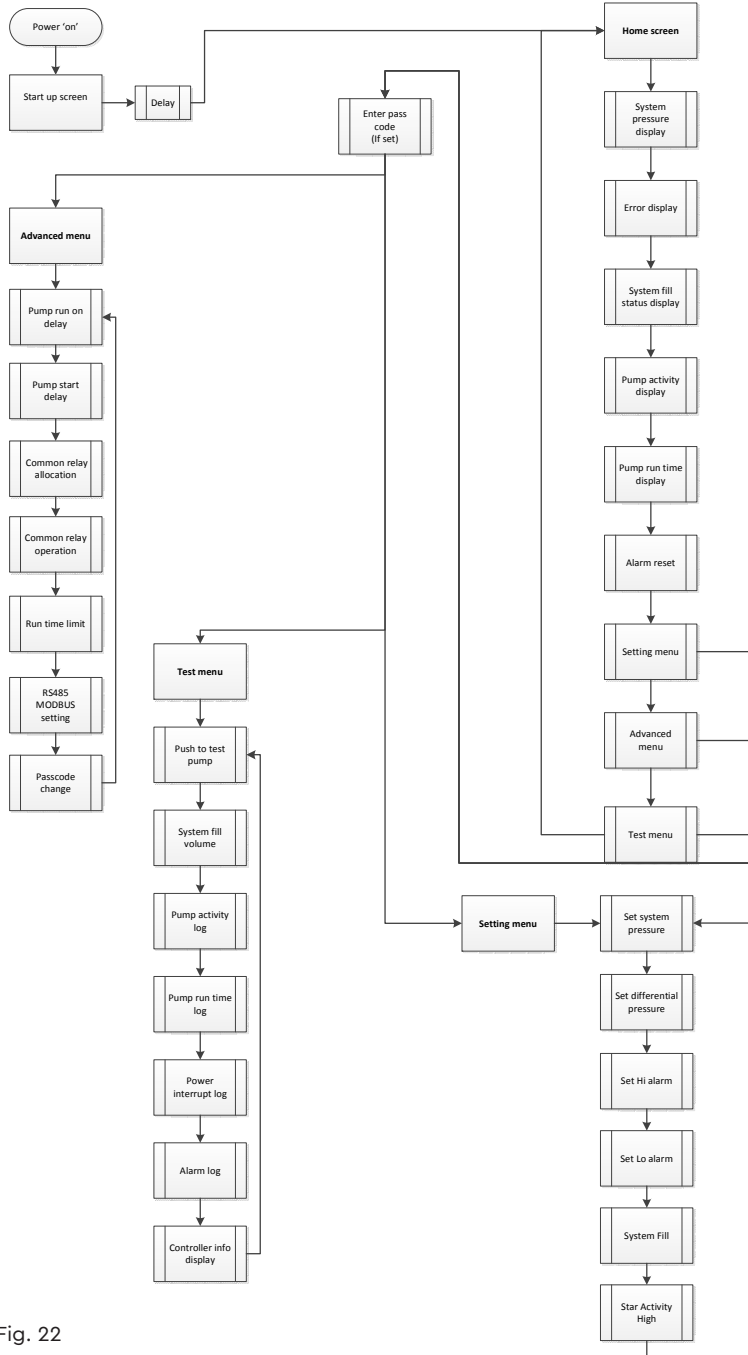 Power ‘on’
Start up screen
Delay
Enter pass
code
(If set)
Home screen
System
pressure
display
Error display
System fill
status display
Pump activity
display
Pump run time
display
Alarm reset
Setting menu
Advanced
menu
Test menu
Advanced menu
Pump run on
delay
Pump start
delay
Common relay
allocation
Common relay
operation
Run time limit
RS485
MODBUS
setting
Passcode
change
Test menu
Push to test
pump
System fill
volume
Pump activity
log
Pump run time
log
Power
interrupt log
Alarm log
Controller info
display
Setting menu
Set system
pressure
Set differential
pressure
Set Hi alarm
Set Lo alarm
System Fill
Star Activity
High
Fig. 22